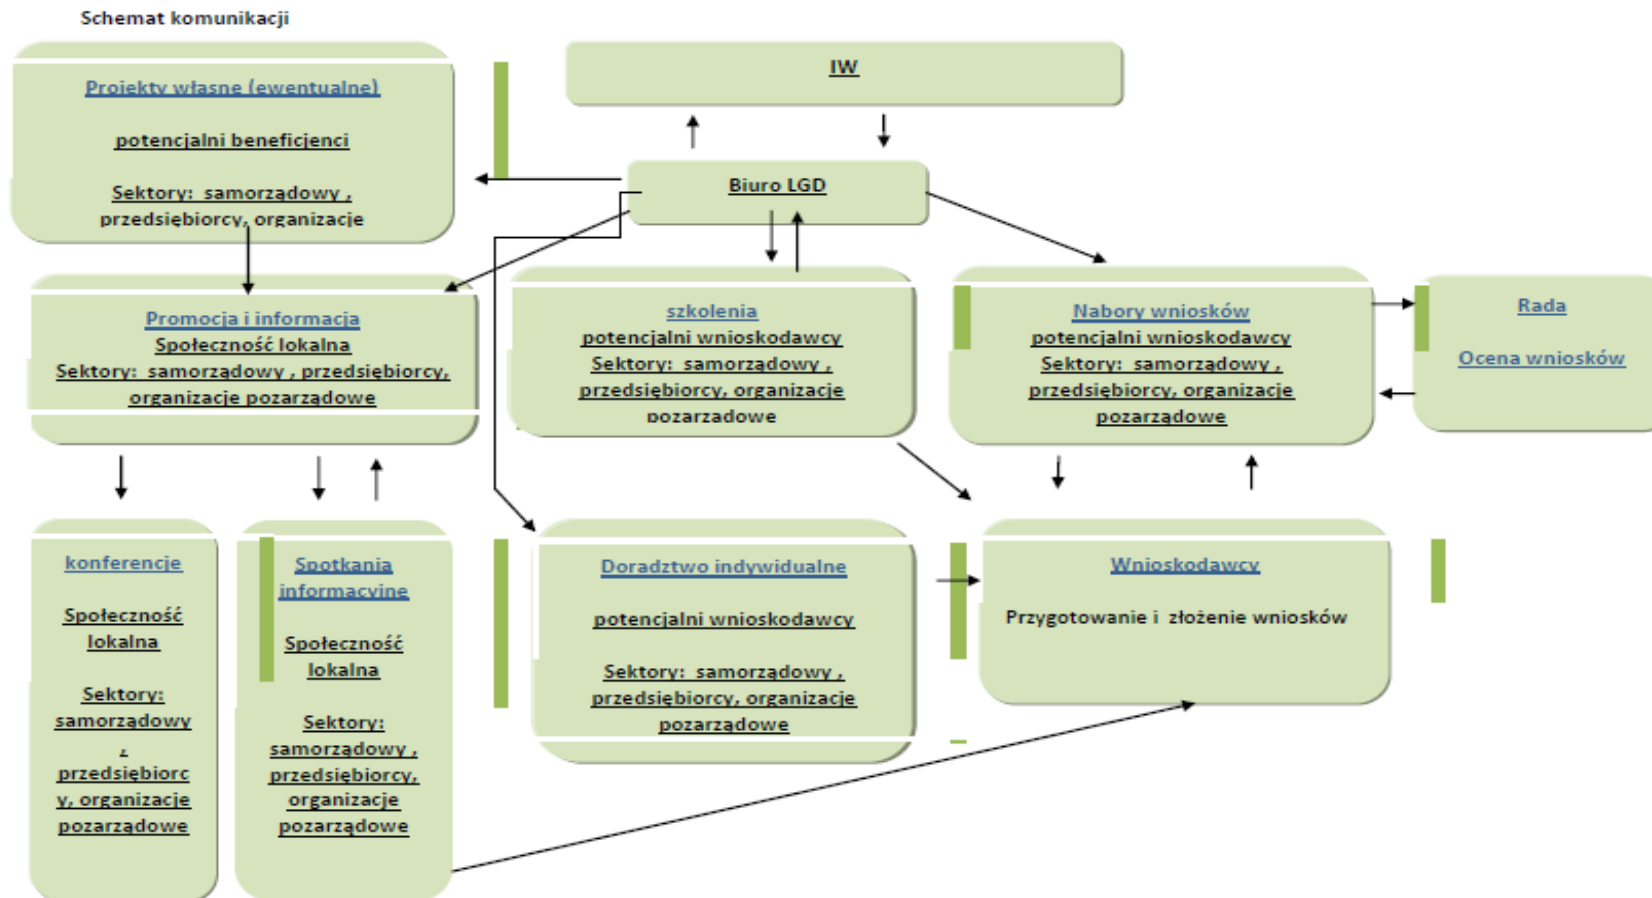 Schemat komunikacji
Projekty własne (ewentualne)
potencjalni beneficjenci
Sektory: samorządowy ,
przedsiębiorcy, organizacje
IW
Biuro LGD
Promocja i informacja
Społeczność lokalna
Sektory: samorządowy , przedsiębiorcy,
organizacje pozarządowe
szkolenia
potencjalni wnioskodawcy
Sektory: samorządowy ,
przedsiębiorcy, organizacje
pozarządowe
Nabory wniosków
potencjalni wnioskodawcy
Sektory: samorządowy ,
przedsiębiorcy, organizacje
pozarządowe
Rada
Ocena wniosków
konferencje
Społeczność
lokalna
Sektory:
samorządowy
,
przedsiębiorc
y, organizacje
pozarządowe
Spotkania
informacyjne
Społeczność
lokalna
Sektory:
samorządowy ,
przedsiębiorcy,
organizacje
pozarządowe
Doradztwo indywidualne
potencjalni wnioskodawcy
Sektory: samorządowy ,
przedsiębiorcy, organizacje
pozarządowe
Wnioskodawcy
Przygotowanie i złożenie wniosków